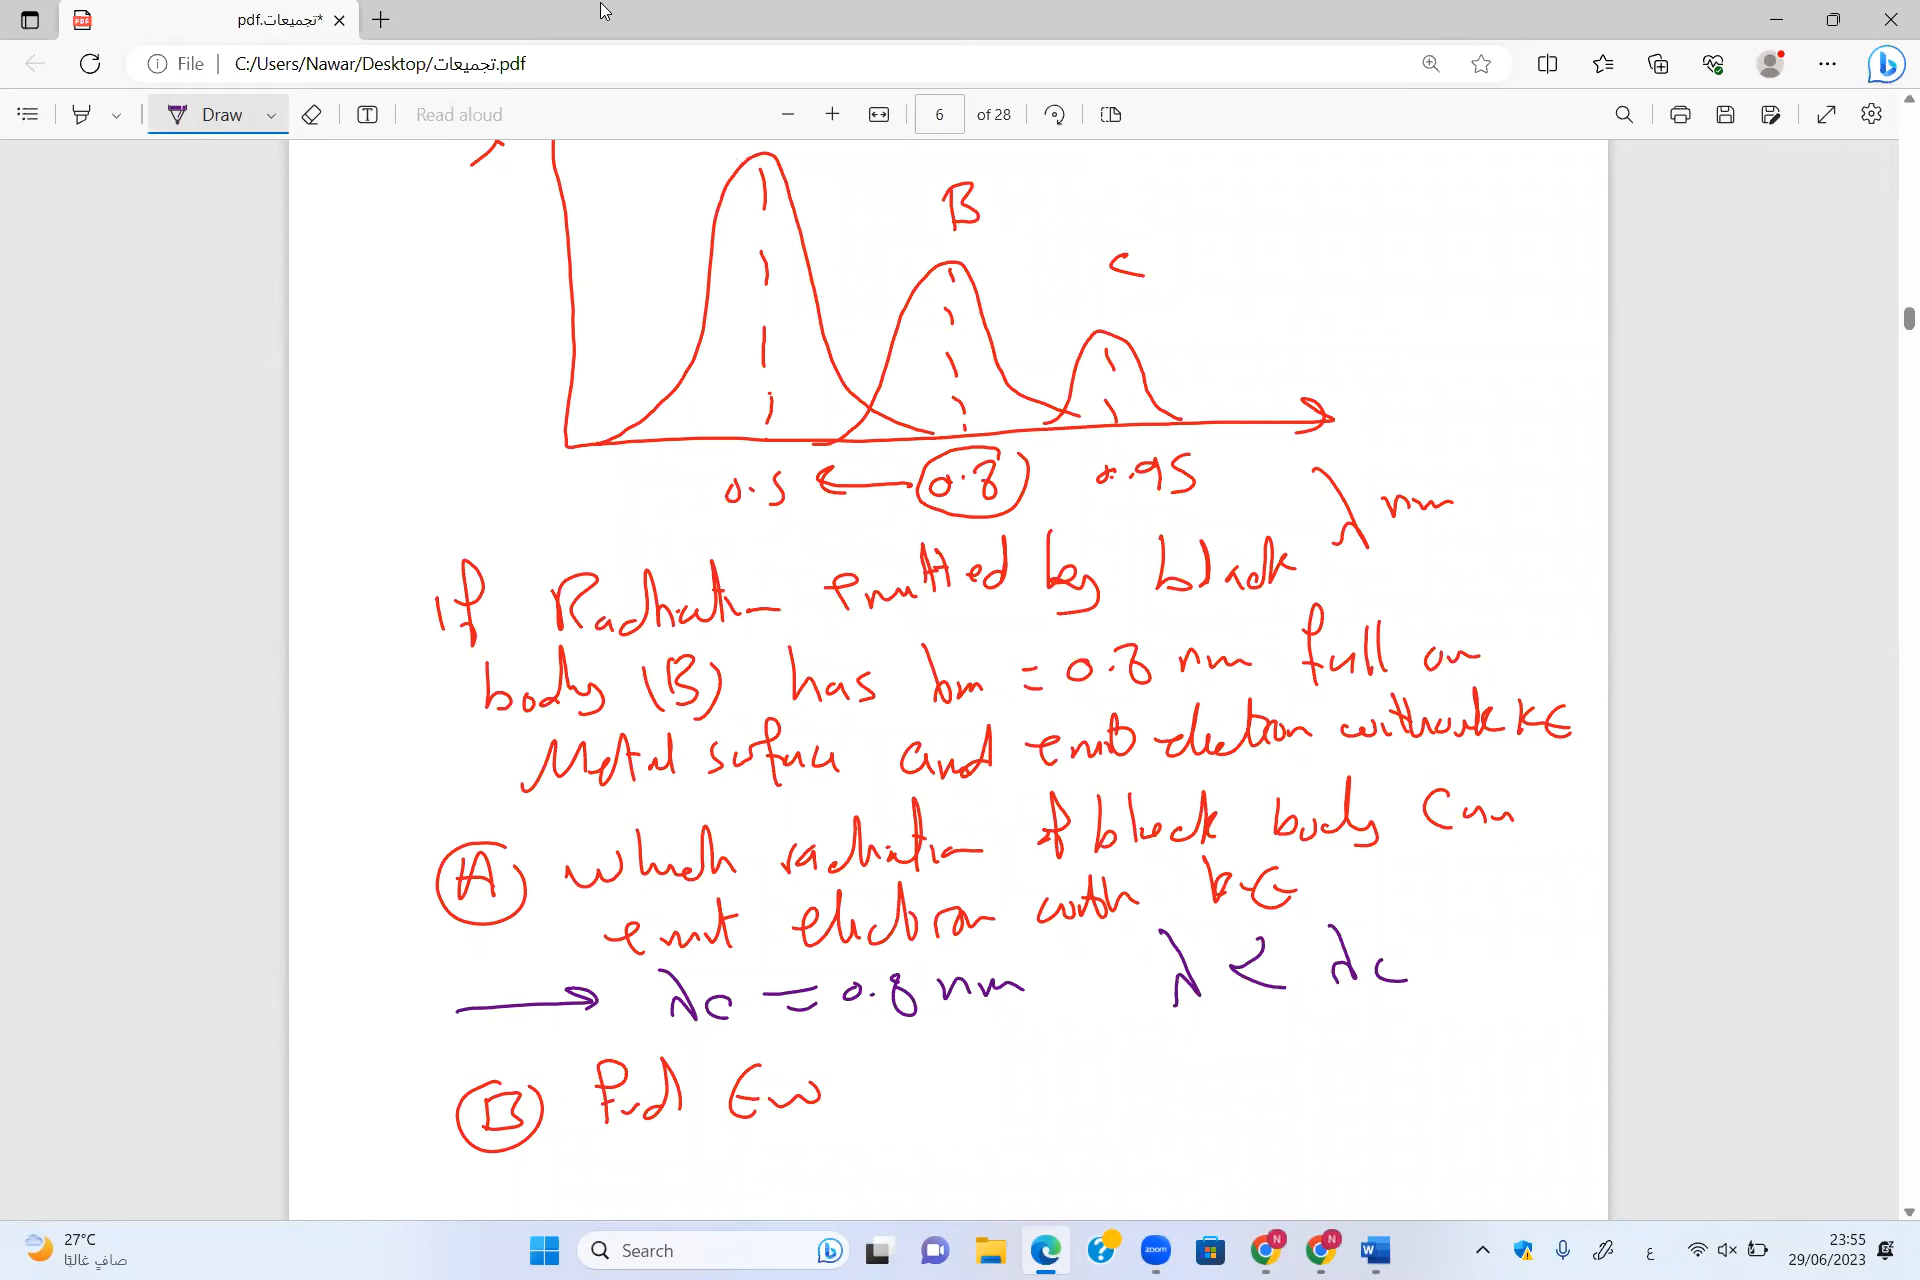 *تجميعات.pdf
File C:/Users/Nawar/Desktop/تجميعات.pdf
Draw Read aloud 6 of 28
B
C
0.5 0.8 0.95
λ nm
If Radiation emitted by black
body (B) has λm = 0.8 nm fall on
Metal surface and emit electron without KE
A which radiation of black body can
emit electron with KE
λc = 0.8 nm λ < λc
B Find Ew
27°C
صافٍ غالبًا
Search
zoom
N
N
ع
23:55
29/06/2023